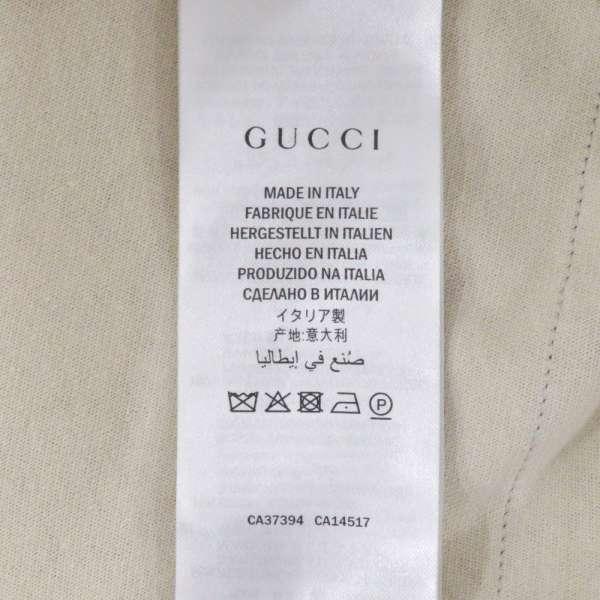 GUCCI
MADE IN ITALY
FABRIQUE EN ITALIE
HERGESTELLT IN ITALIEN
HECHO EN ITALIA
PRODUZIDO NA ITALIA
СДЕЛАНО В ИТАЛИИ
イタリア製
产地:意大利
صُنع في إيطاليا
P
CA37394 CA14517